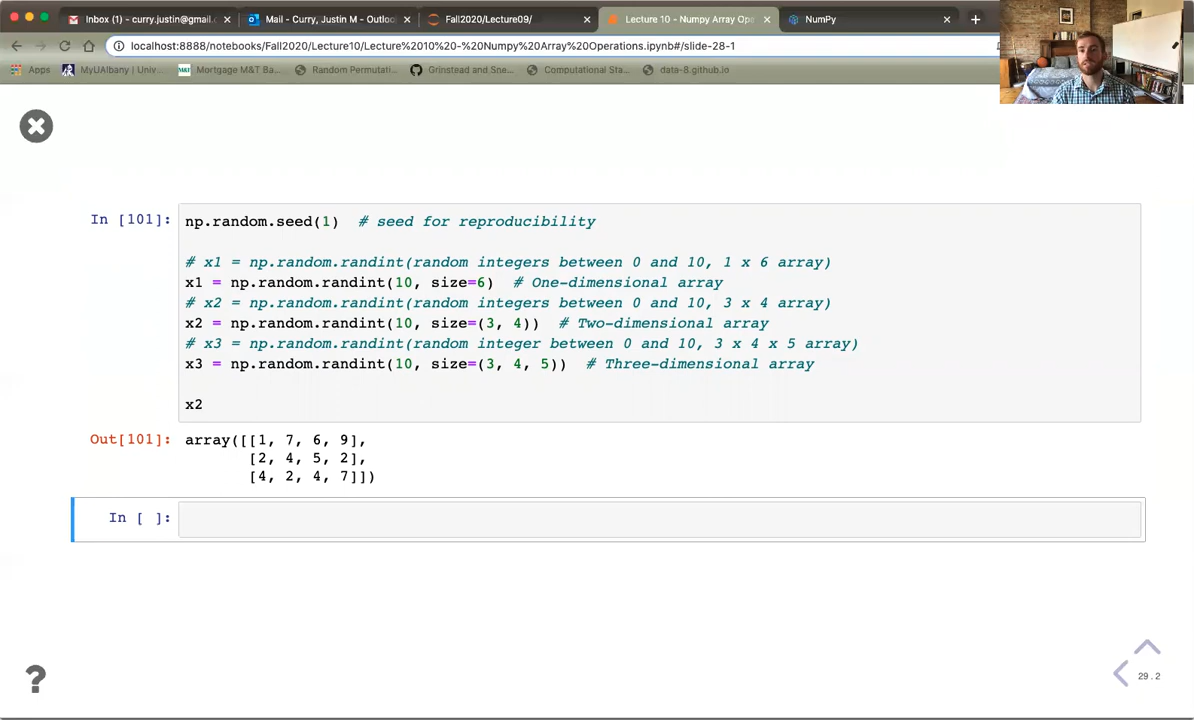 Inbox (1) - curry.justin@gmail.
Mail - Curry, Justin M - Outloo
Fall2020/Lecture09/
Lecture 10 - Numpy Array Ope
NumPy
localhost:8888/notebooks/Fall2020/Lecture10/Lecture%2010%20-%20Numpy%20Array%20Operations.ipynb#/slide-28-1
Apps
MyUAlbany | Univ...
Mortgage M&T Ba...
Random Permutati...
Grinstead and Sne...
Computational Sta...
data-8.github.io
In [101]:
np.random.seed(1)  # seed for reproducibility
# x1 = np.random.randint(random integers between 0 and 10, 1 x 6 array)
x1 = np.random.randint(10, size=6)  # One-dimensional array
# x2 = np.random.randint(random integers between 0 and 10, 3 x 4 array)
x2 = np.random.randint(10, size=(3, 4))  # Two-dimensional array
# x3 = np.random.randint(random integer between 0 and 10, 3 x 4 x 5 array)
x3 = np.random.randint(10, size=(3, 4, 5))  # Three-dimensional array
x2
Out[101]:
array([[1, 7, 6, 9],
[2, 4, 5, 2],
[4, 2, 4, 7]])
In [ ]:
?
29.2